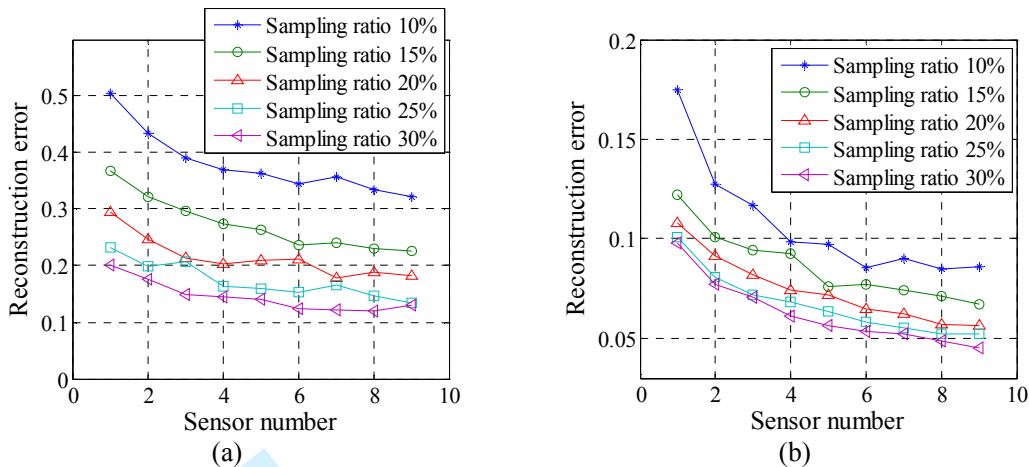 Sampling ratio 10%
Sampling ratio 15%
Sampling ratio 20%
Sampling ratio 25%
Sampling ratio 30%
0.5
0.4
0.3
0.2
0.1
0
Reconstruction error
0 2 4 6 8 10
Sensor number
(a)
Sampling ratio 10%
Sampling ratio 15%
Sampling ratio 20%
Sampling ratio 25%
Sampling ratio 30%
0.2
0.15
0.1
0.05
Reconstruction error
0 2 4 6 8 10
Sensor number
(b)